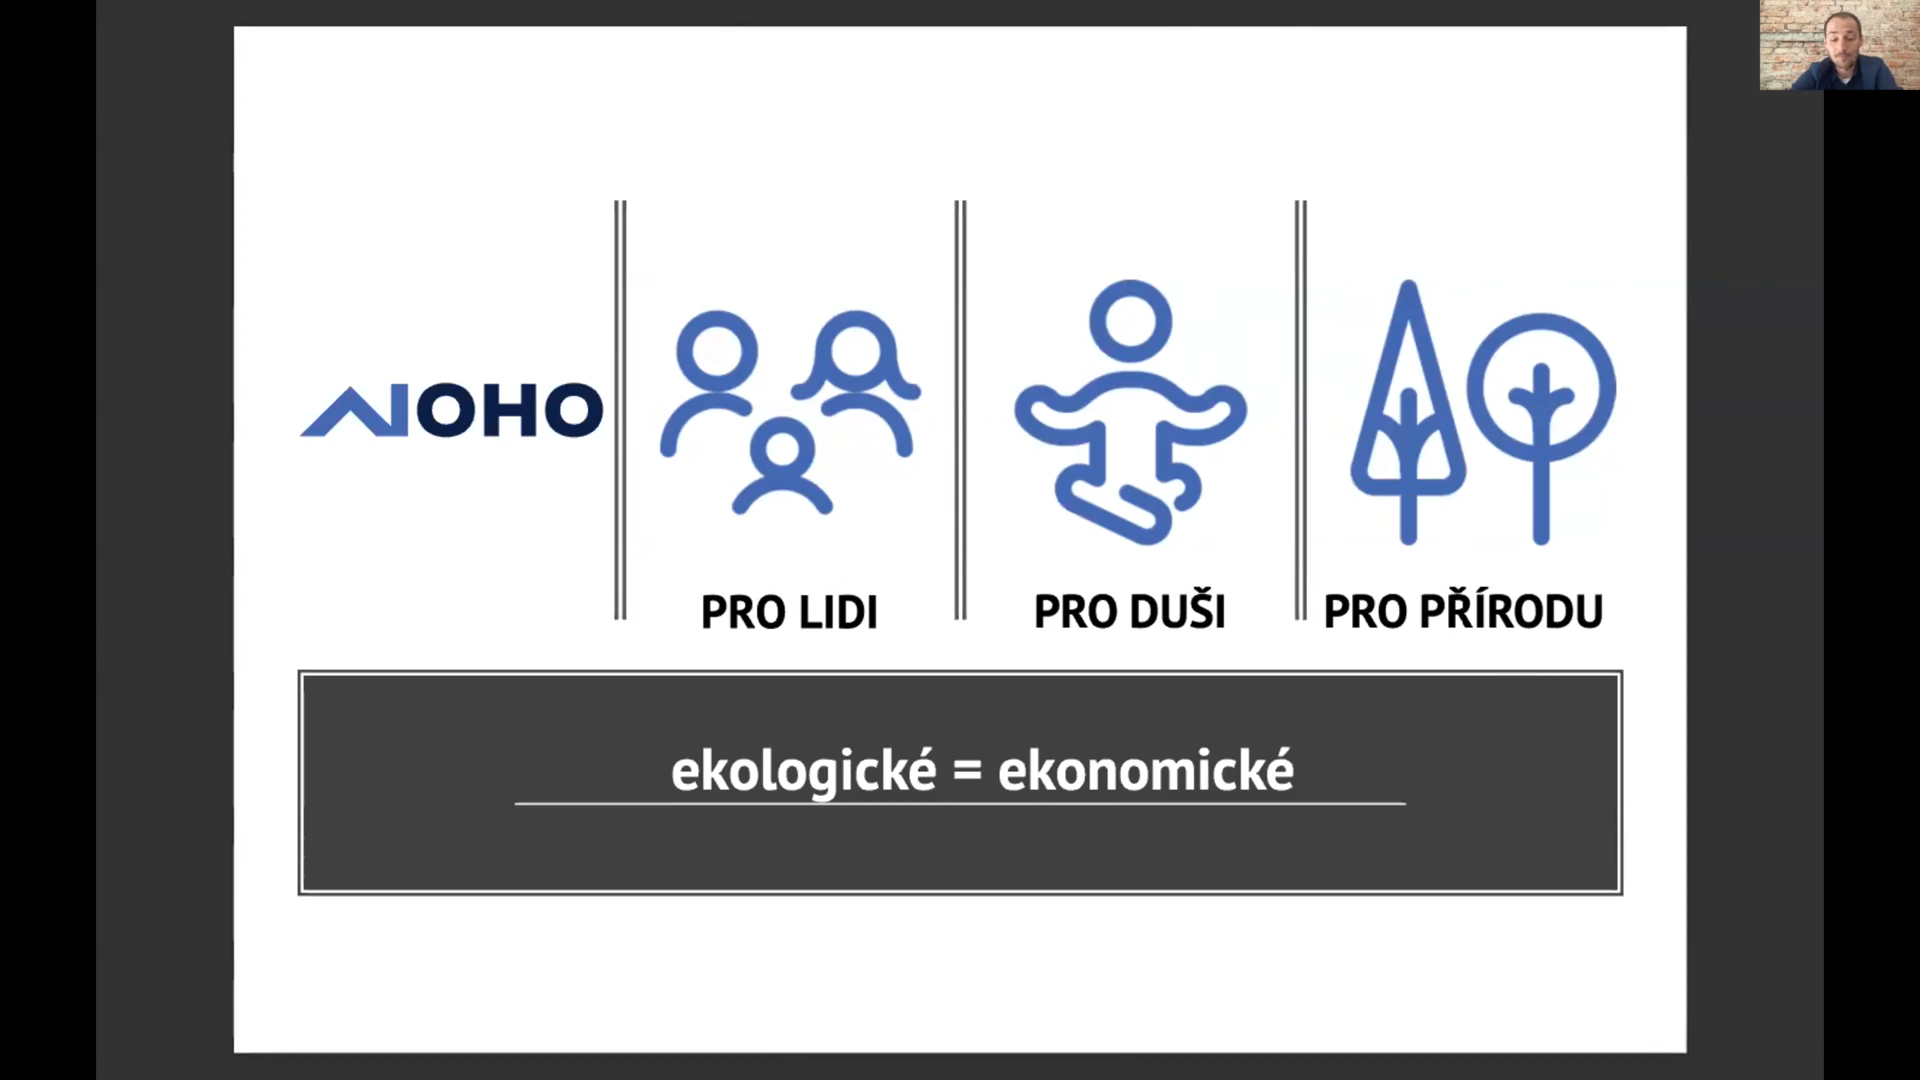 NOHO
PRO LIDI
PRO DUŠI
PRO PŘÍRODU
ekologické = ekonomické